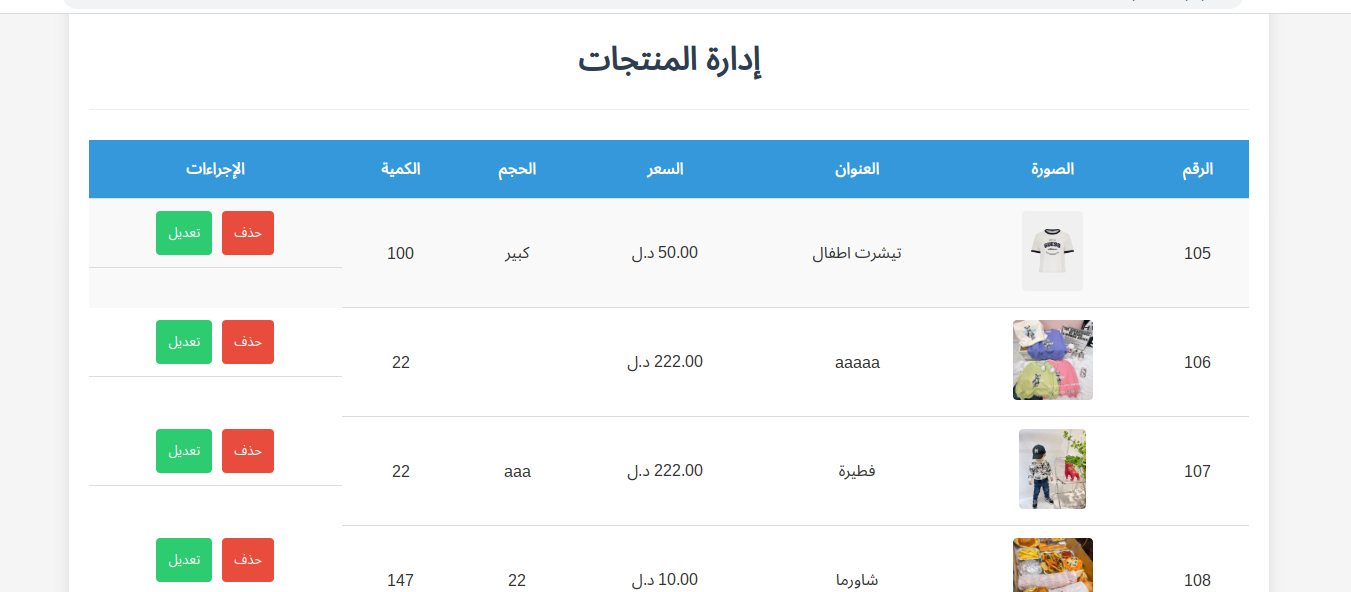 إدارة المنتجات
الرقم الصورة العنوان السعر الحجم الكمية الإجراءات
105 GUESS تيشرت اطفال 50.00 د.ل كبير 100 حذف تعديل
106 aaaaa 222.00 د.ل 22 حذف تعديل
107 فطيرة 222.00 د.ل aaa 22 حذف تعديل
108 شاورما 10.00 د.ل 22 147 حذف تعديل